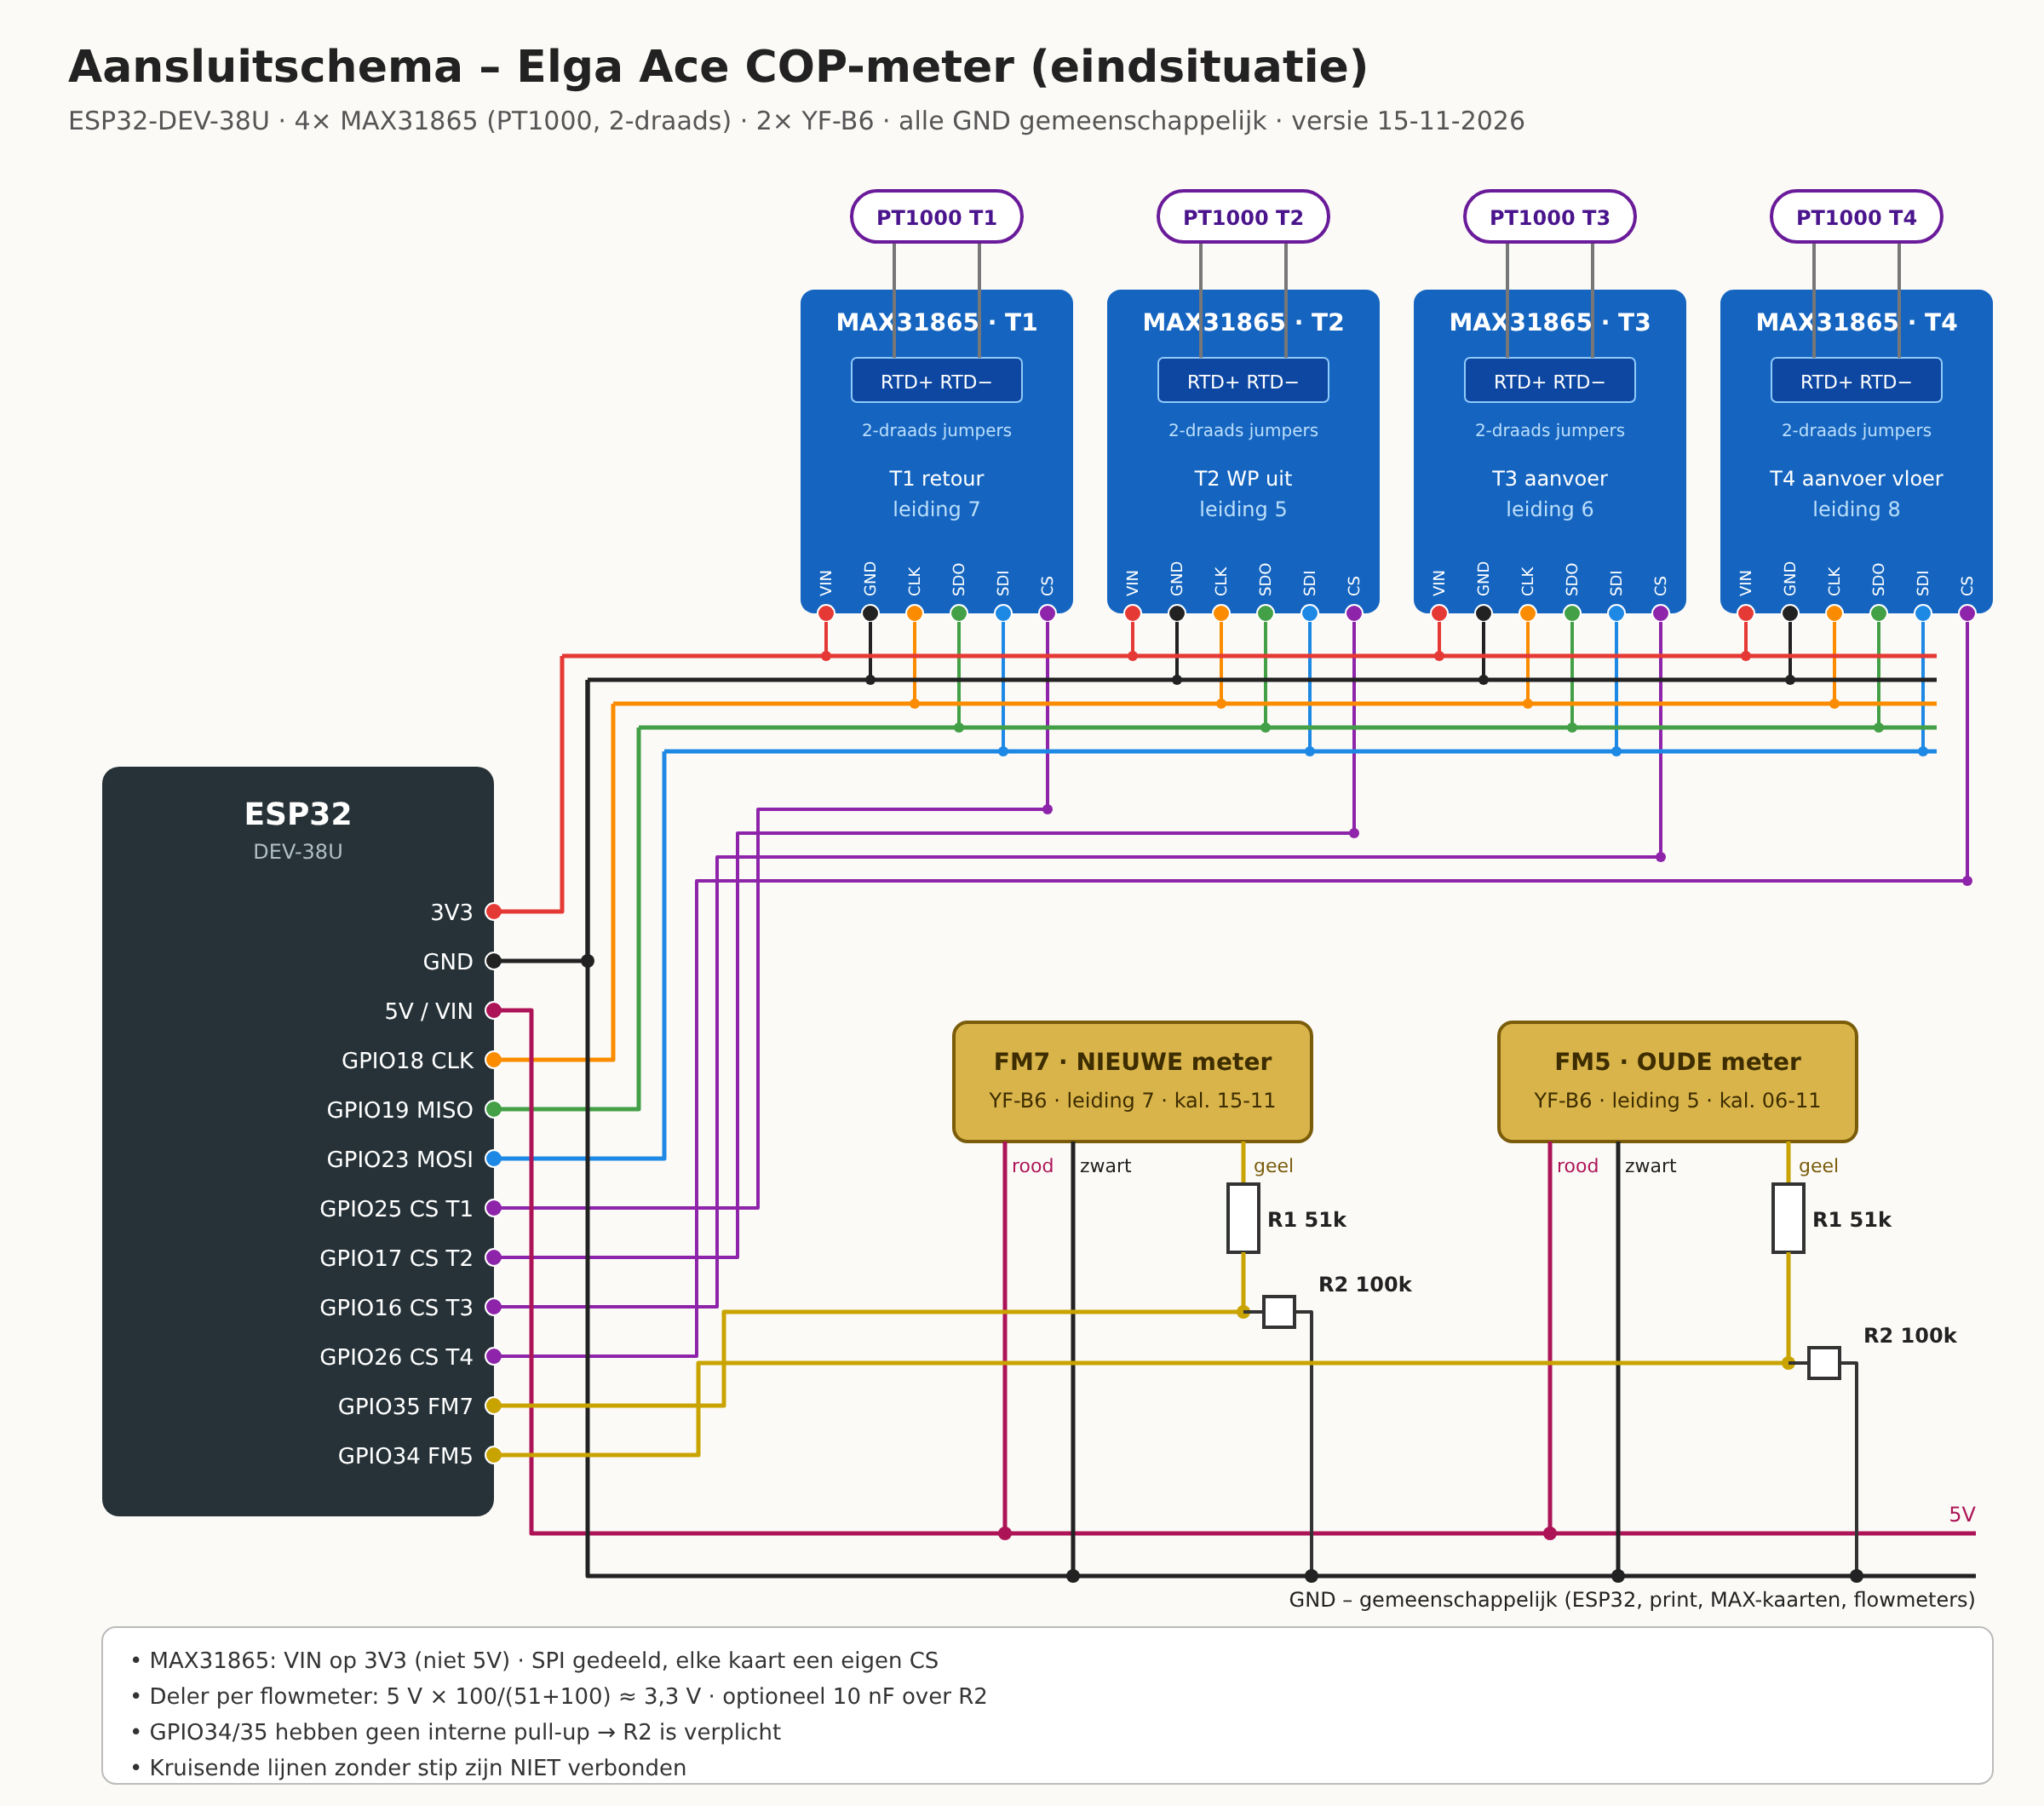 Aansluitschema – Elga Ace COP-meter (eindsituatie)
ESP32-DEV-38U · 4× MAX31865 (PT1000, 2-draads) · 2× YF-B6 · alle GND gemeenschappelijk · versie 15-11-2026
PT1000 T1
PT1000 T2
PT1000 T3
PT1000 T4
MAX31865 · T1
RTD+ RTD−
2-draads jumpers
T1 retour
leiding 7
VIN
GND
CLK
SDO
SDI
CS
MAX31865 · T2
RTD+ RTD−
2-draads jumpers
T2 WP uit
leiding 5
VIN
GND
CLK
SDO
SDI
CS
MAX31865 · T3
RTD+ RTD−
2-draads jumpers
T3 aanvoer
leiding 6
VIN
GND
CLK
SDO
SDI
CS
MAX31865 · T4
RTD+ RTD−
2-draads jumpers
T4 aanvoer vloer
leiding 8
VIN
GND
CLK
SDO
SDI
CS
ESP32
DEV-38U
3V3
GND
5V / VIN
GPIO18 CLK
GPIO19 MISO
GPIO23 MOSI
GPIO25 CS T1
GPIO17 CS T2
GPIO16 CS T3
GPIO26 CS T4
GPIO35 FM7
GPIO34 FM5
FM7 · NIEUWE meter
YF-B6 · leiding 7 · kal. 15-11
rood
zwart
geel
R1 51k
R2 100k
FM5 · OUDE meter
YF-B6 · leiding 5 · kal. 06-11
rood
zwart
geel
R1 51k
R2 100k
5V
GND – gemeenschappelijk (ESP32, print, MAX-kaarten, flowmeters)
• MAX31865: VIN op 3V3 (niet 5V) · SPI gedeeld, elke kaart een eigen CS
• Deler per flowmeter: 5 V × 100/(51+100) ≈ 3,3 V · optioneel 10 nF over R2
• GPIO34/35 hebben geen interne pull-up → R2 is verplicht
• Kruisende lijnen zonder stip zijn NIET verbonden